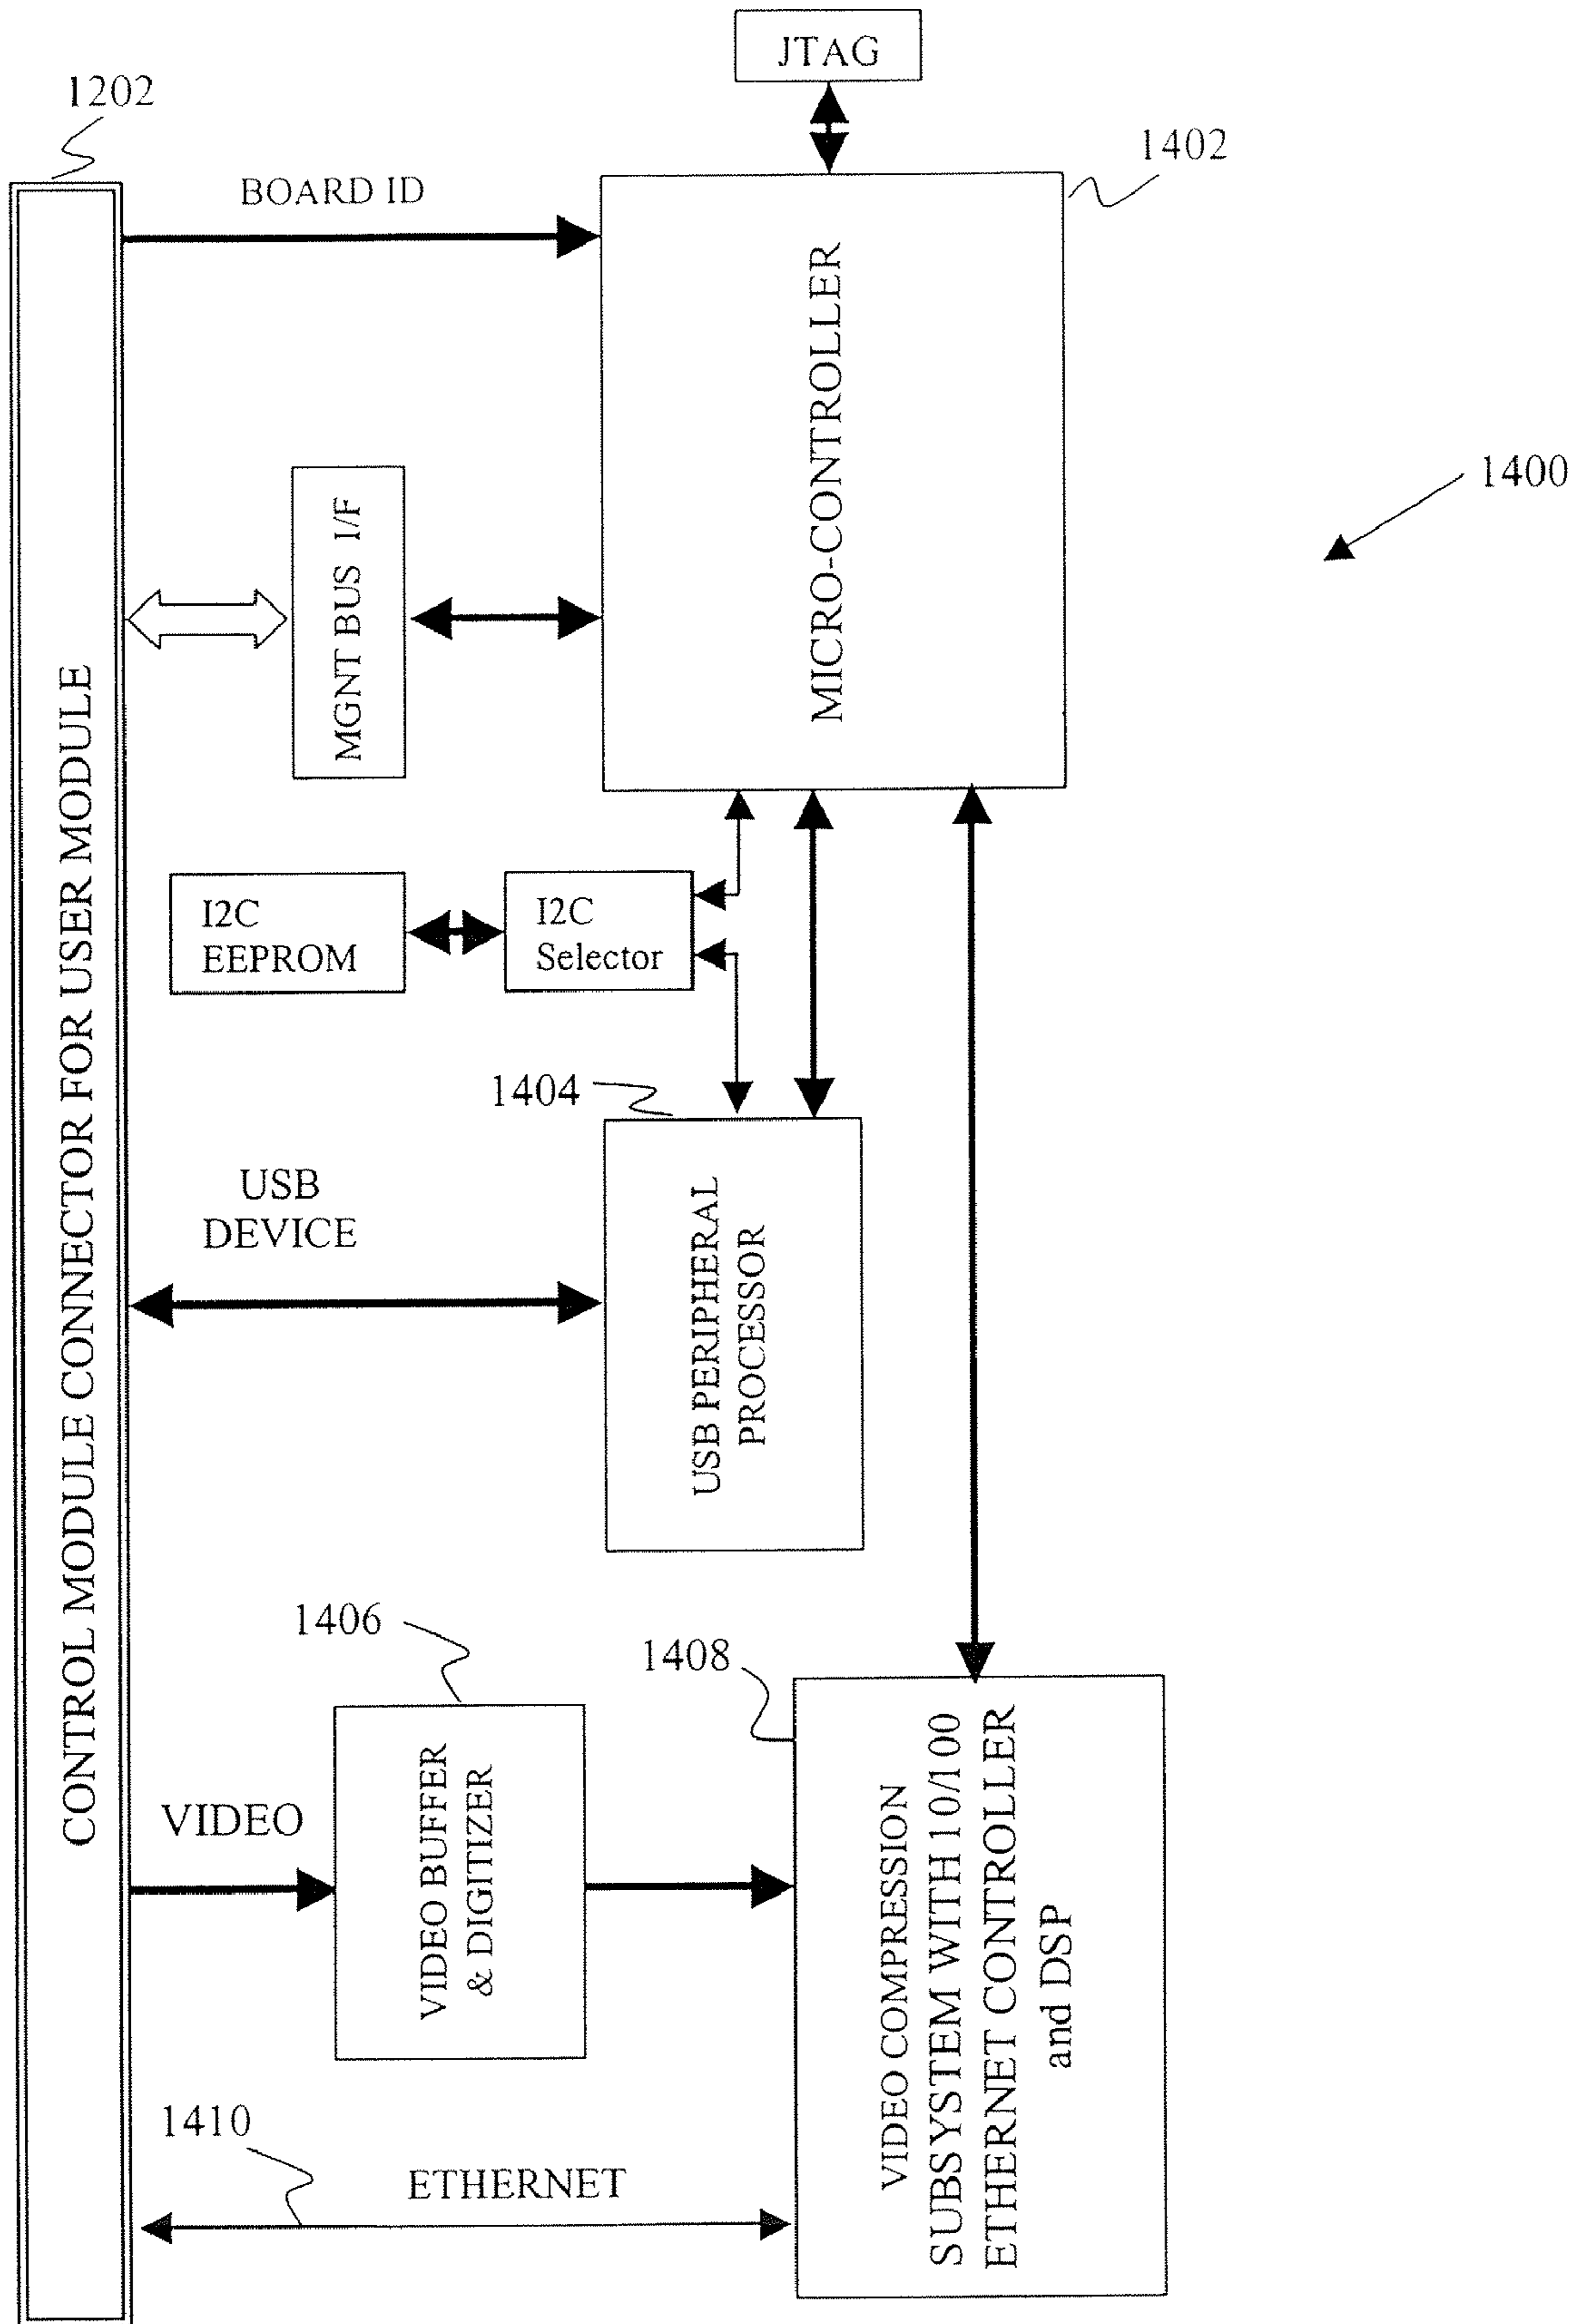 JTAG
1202
1402
BOARD ID
MICRO-CONTROLLER
1400
MGNT BUS I/F
CONTROL MODULE CONNECTOR FOR USER MODULE
I2C
EEPROM
I2C
Selector
1404
USB
DEVICE
USB PERIPHERAL
PROCESSOR
1406
1408
VIDEO
VIDEO BUFFER
& DIGITIZER
VIDEO COMPRESSION
SUBSYSTEM WITH 10/100
ETHERNET CONTROLLER
and DSP
1410
ETHERNET